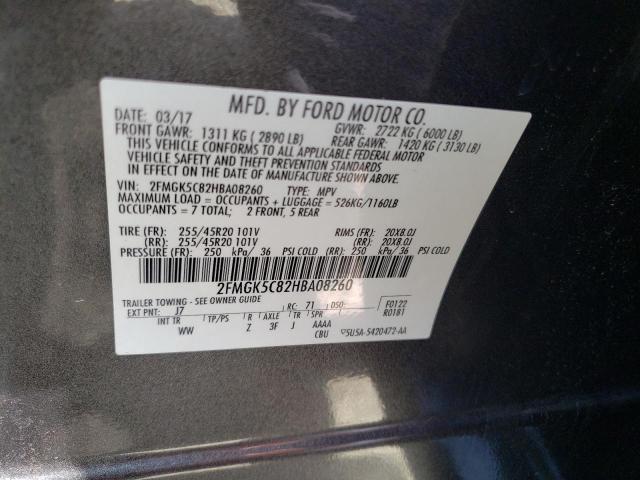 MFD. BY FORD MOTOR CO.
DATE: 03/17 GVWR: 2722 KG ( 6000 LB)
FRONT GAWR: 1311 KG ( 2890 LB) REAR GAWR: 1420 KG ( 3130 LB)
THIS VEHICLE CONFORMS TO ALL APPLICABLE FEDERAL MOTOR
VEHICLE SAFETY AND THEFT PREVENTION STANDARDS
IN EFFECT ON THE DATE OF MANUFACTURE SHOWN ABOVE.
VIN: 2FMGK5C82HBA08260 TYPE: MPV
MAXIMUM LOAD = OCCUPANTS + LUGGAGE = 526KG/1160LB
OCCUPANTS = 7 TOTAL; 2 FRONT, 5 REAR
TIRE (FR): 255/45R20 101V RIMS (FR): 20X8.0J
(RR): 255/45R20 101V (RR): 20X8.0J
PRESSURE (FR): 250 kPa/ 36 PSI COLD (RR): 250 kPa/ 36 PSI COLD
2FMGK5C82HBA08260
TRAILER TOWING - SEE OWNER GUIDE
EXT PNT: J7 RC: 71 DSO: F0122
INT TR TP/PS R AXLE TR SPR R0181
WW Z 3F J AAAA
CBU 5USA-5420472-AA